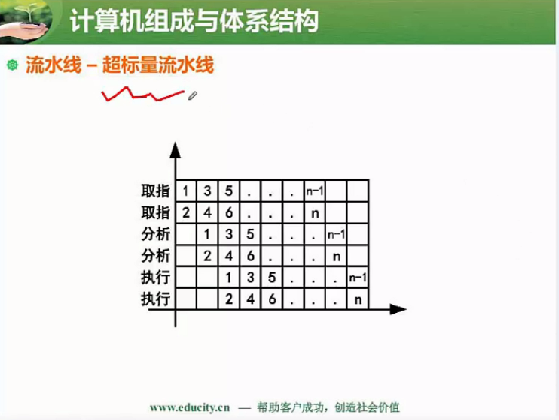 计算机组成与体系结构
流水线 – 超标量流水线
取指 1 3 5 . . . n-1
取指 2 4 6 . . . n
分析 1 3 5 . . . n-1
分析 2 4 6 . . . n
执行 1 3 5 . . . n-1
执行 2 4 6 . . . n
www.educity.cn — 帮助客户成功，创造社会价值